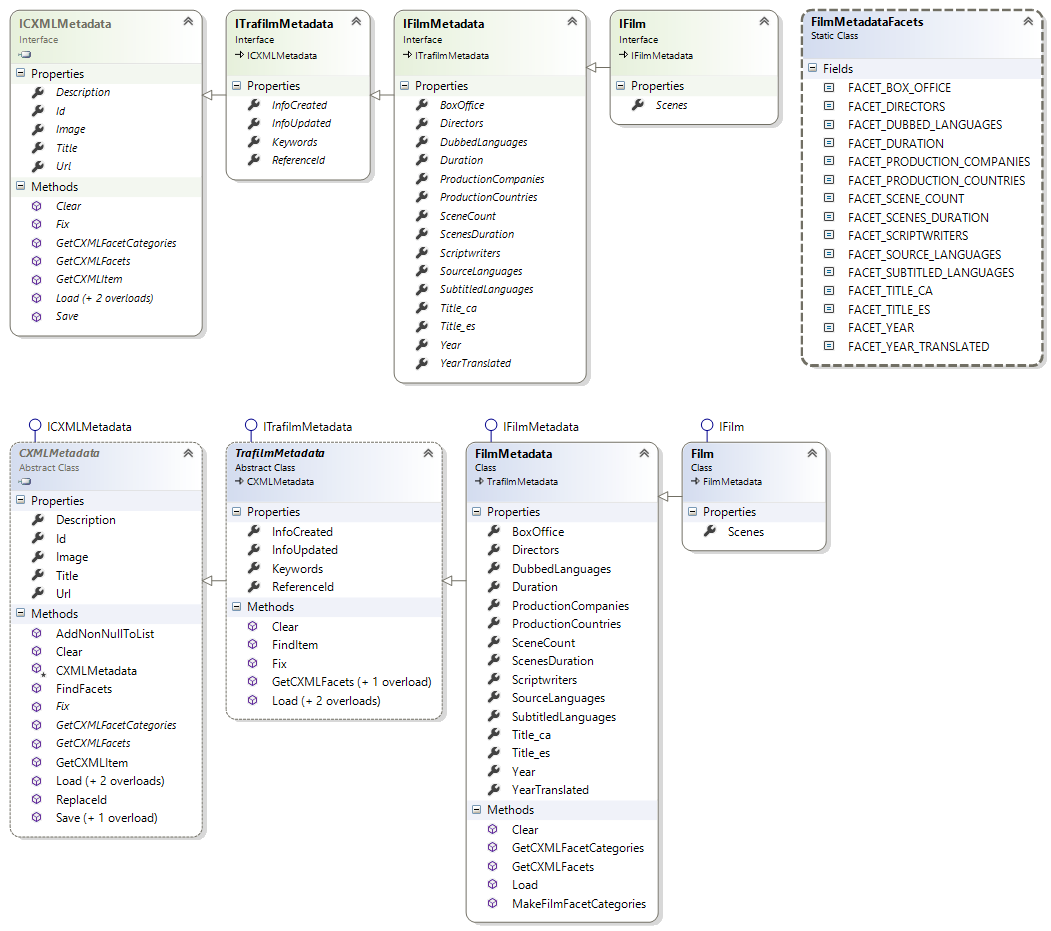 ICXMLMetadata
Interface
Properties
Description
Id
Image
Title
Url
Methods
Clear
Fix
GetCXMLFacetCategories
GetCXMLFacets
GetCXMLItem
Load (+ 2 overloads)
Save
ITrafilmMetadata
Interface
ICXMLMetadata
Properties
InfoCreated
InfoUpdated
Keywords
ReferenceId
IFilmMetadata
Interface
ITrafilmMetadata
Properties
BoxOffice
Directors
DubbedLanguages
Duration
ProductionCompanies
ProductionCountries
SceneCount
ScenesDuration
Scriptwriters
SourceLanguages
SubtitledLanguages
Title_ca
Title_es
Year
YearTranslated
IFilm
Interface
IFilmMetadata
Properties
Scenes
FilmMetadataFacets
Static Class
Fields
FACET_BOX_OFFICE
FACET_DIRECTORS
FACET_DUBBED_LANGUAGES
FACET_DURATION
FACET_PRODUCTION_COMPANIES
FACET_PRODUCTION_COUNTRIES
FACET_SCENE_COUNT
FACET_SCENES_DURATION
FACET_SCRIPTWRITERS
FACET_SOURCE_LANGUAGES
FACET_SUBTITLED_LANGUAGES
FACET_TITLE_CA
FACET_TITLE_ES
FACET_YEAR
FACET_YEAR_TRANSLATED
ICXMLMetadata
CXMLMetadata
Abstract Class
Properties
Description
Id
Image
Title
Url
Methods
AddNonNullToList
Clear
CXMLMetadata
FindFacets
Fix
GetCXMLFacetCategories
GetCXMLFacets
GetCXMLItem
Load (+ 2 overloads)
ReplaceId
Save (+ 1 overload)
ITrafilmMetadata
TrafilmMetadata
Abstract Class
CXMLMetadata
Properties
InfoCreated
InfoUpdated
Keywords
ReferenceId
Methods
Clear
FindItem
Fix
GetCXMLFacets (+ 1 overload)
Load (+ 2 overloads)
IFilmMetadata
FilmMetadata
Class
TrafilmMetadata
Properties
BoxOffice
Directors
DubbedLanguages
Duration
ProductionCompanies
ProductionCountries
SceneCount
ScenesDuration
Scriptwriters
SourceLanguages
SubtitledLanguages
Title_ca
Title_es
Year
YearTranslated
Methods
Clear
GetCXMLFacetCategories
GetCXMLFacets
Load
MakeFilmFacetCategories
IFilm
Film
Class
FilmMetadata
Properties
Scenes